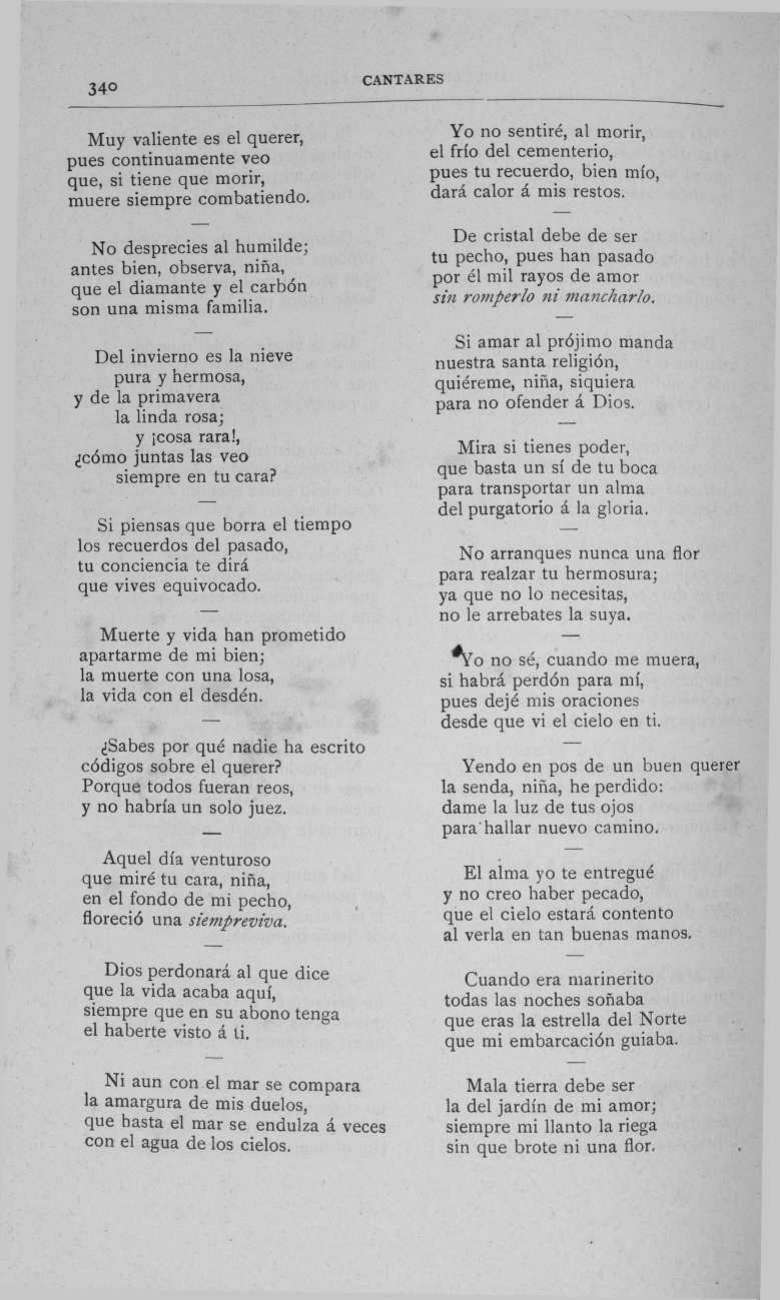 340
CANTARES
Muy valiente es el querer,
pues continuamente veo
que, si tiene que morir,
muere siempre combatiendo.
—
No desprecies al humilde;
antes bien, observa, niña,
que el diamante y el carbón
son una misma familia.
—
Del invierno es la nieve
pura y hermosa,
y de la primavera
la linda rosa;
y ¡cosa rara!,
¿cómo juntas las veo
siempre en tu cara?
—
Si piensas que borra el tiempo
los recuerdos del pasado,
tu conciencia te dirá
que vives equivocado.
—
Muerte y vida han prometido
apartarme de mi bien;
la muerte con una losa,
la vida con el desdén.
—
¿Sabes por qué nadie ha escrito
códigos sobre el querer?
Porque todos fueran reos,
y no habría un solo juez.
—
Aquel día venturoso
que miré tu cara, niña,
en el fondo de mi pecho,
floreció una siempreviva.
—
Dios perdonará al que dice
que la vida acaba aquí,
siempre que en su abono tenga
el haberte visto á ti.
—
Ni aun con el mar se compara
la amargura de mis duelos,
que hasta el mar se endulza á veces
con el agua de los cielos.
Yo no sentiré, al morir,
el frío del cementerio,
pues tu recuerdo, bien mío,
dará calor á mis restos.
—
De cristal debe de ser
tu pecho, pues han pasado
por él mil rayos de amor
sin romperlo ni mancharlo.
—
Si amar al prójimo manda
nuestra santa religión,
quiéreme, niña, siquiera
para no ofender á Dios.
—
Mira si tienes poder,
que basta un sí de tu boca
para transportar un alma
del purgatorio á la gloria.
—
No arranques nunca una flor
para realzar tu hermosura;
ya que no lo necesitas,
no le arrebates la suya.
—
Yo no sé, cuando me muera,
si habrá perdón para mí,
pues dejé mis oraciones
desde que vi el cielo en ti.
—
Yendo en pos de un buen querer
la senda, niña, he perdido:
dame la luz de tus ojos
para hallar nuevo camino.
—
El alma yo te entregué
y no creo haber pecado,
que el cielo estará contento
al verla en tan buenas manos.
—
Cuando era marinerito
todas las noches soñaba
que eras la estrella del Norte
que mi embarcación guiaba.
—
Mala tierra debe ser
la del jardín de mi amor;
siempre mi llanto la riega
sin que brote ni una flor.